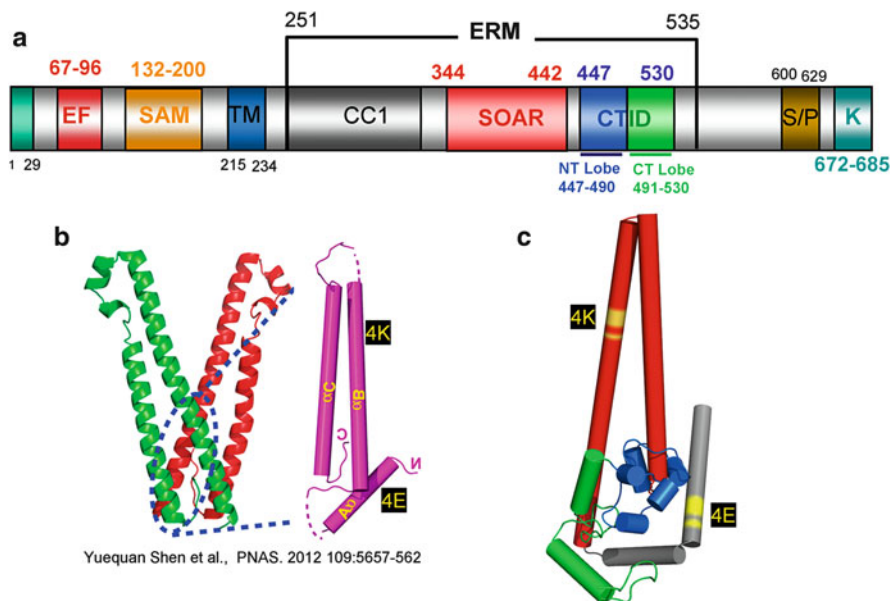 a
251 ERM 535
67-96 132-200 344 442 447 530 600 629
EF SAM TM CC1 SOAR CTID S/P K
1 29 215 234 NT Lobe CT Lobe 672-685
447-490 491-530
b
4K
αC αB
C N
4E
Yuequan Shen et al., PNAS. 2012 109:5657-562
c
4K
4E